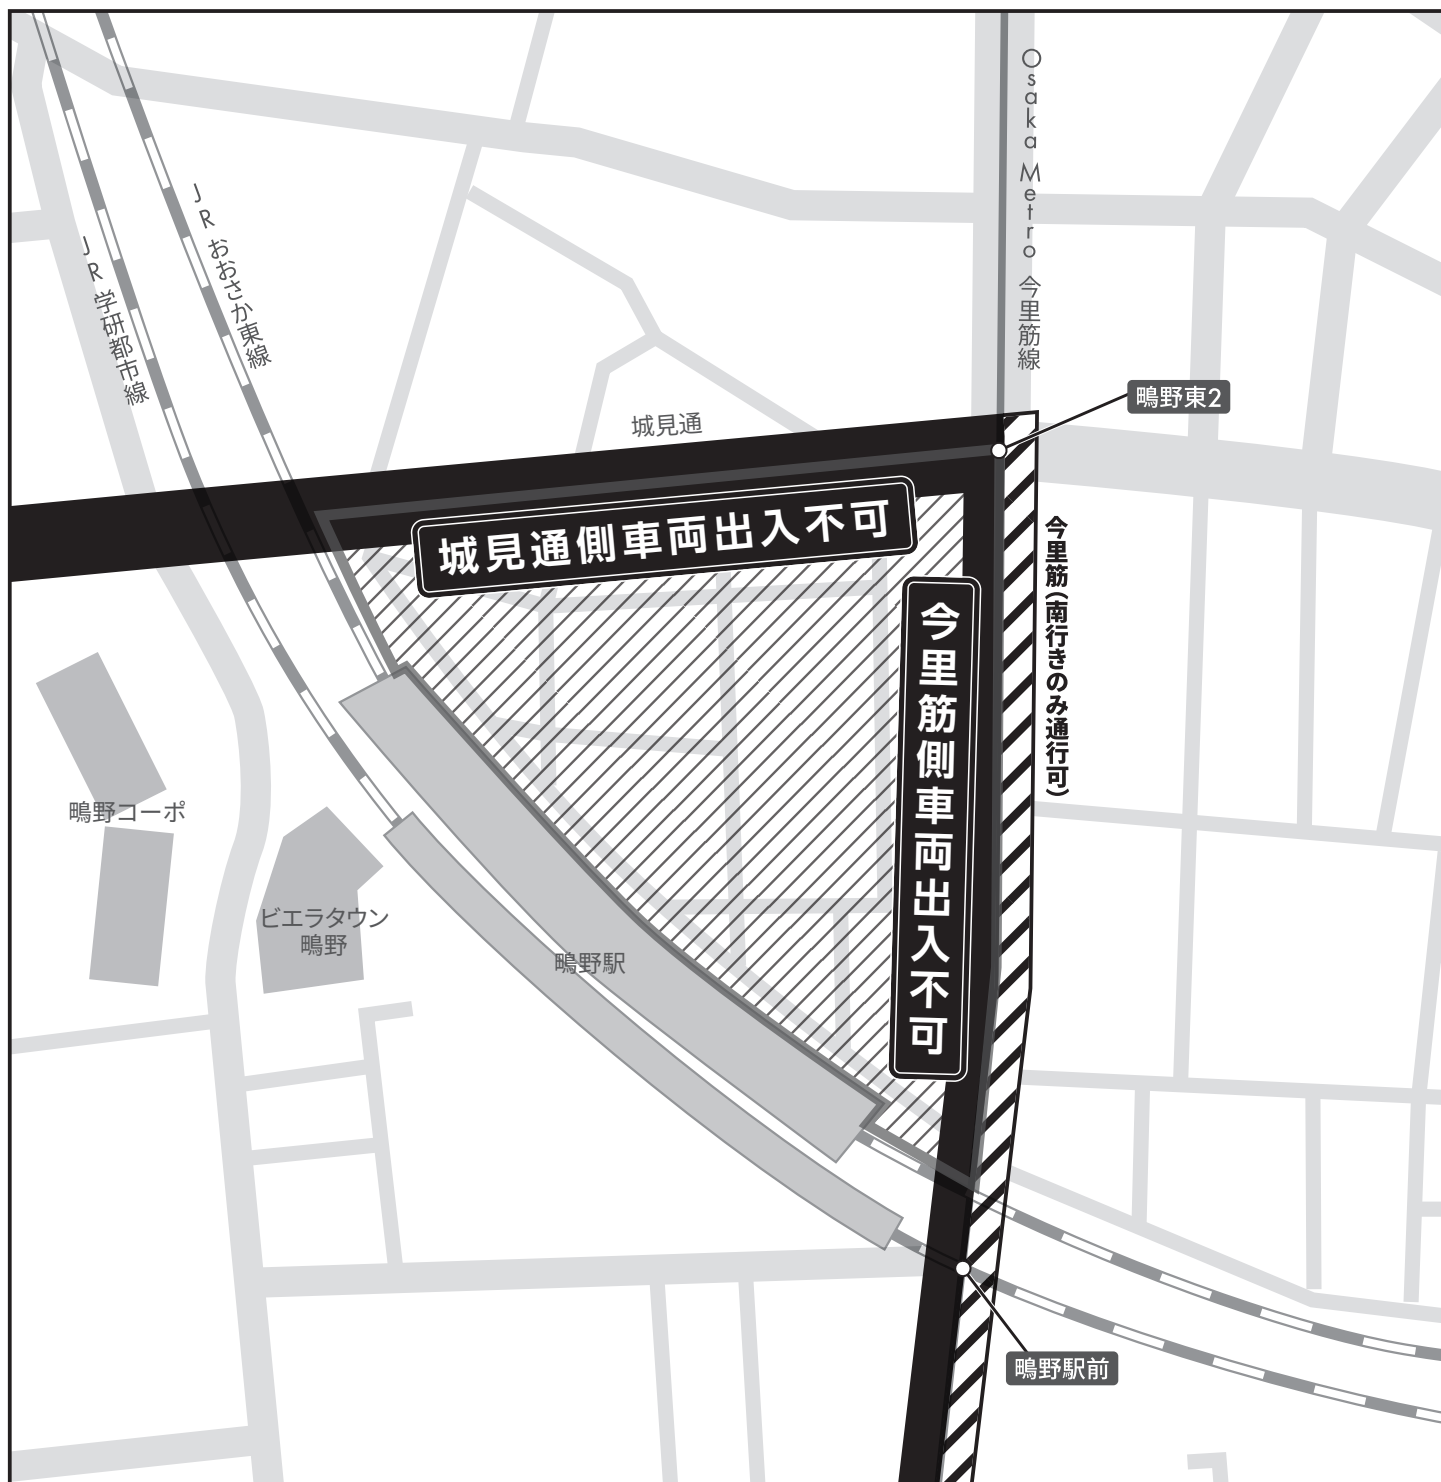 Osaka Metro 今里筋線
JR おおさか東線
JR 学研都市線
鴫野東2
城見通
城見通側車両出入不可
今里筋(南行きのみ通行可)
今里筋側車両出入不可
鴫野コーポ
ビエラタウン
鴫野
鴫野駅
鴫野駅前